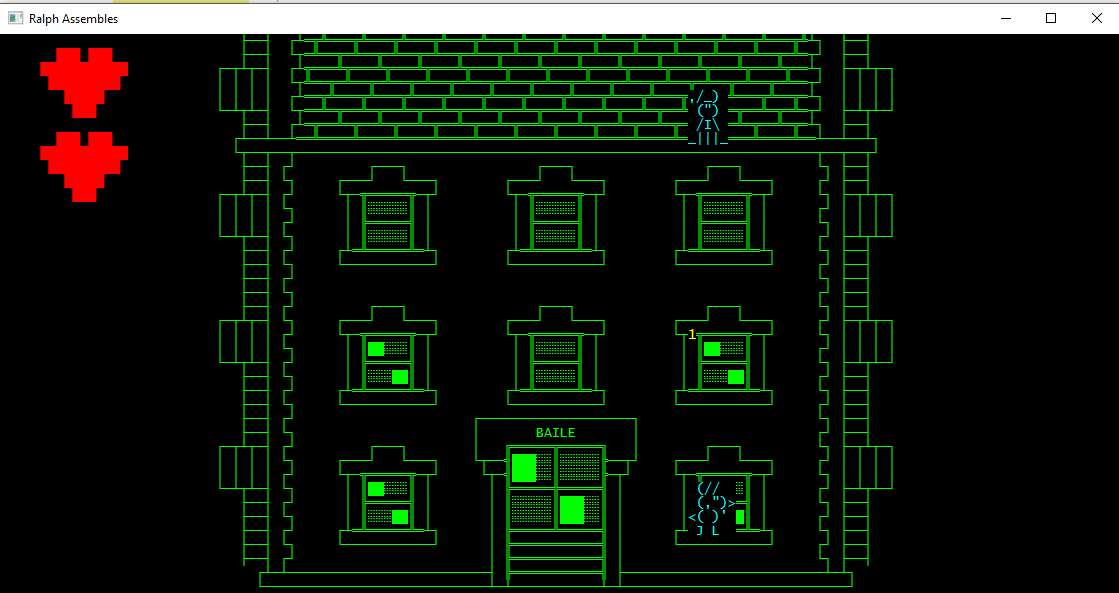 Ralph Assembles
,/_)
(")
/I\
_|||_
1
BAILE
(//
(,")>
<( )'
J L